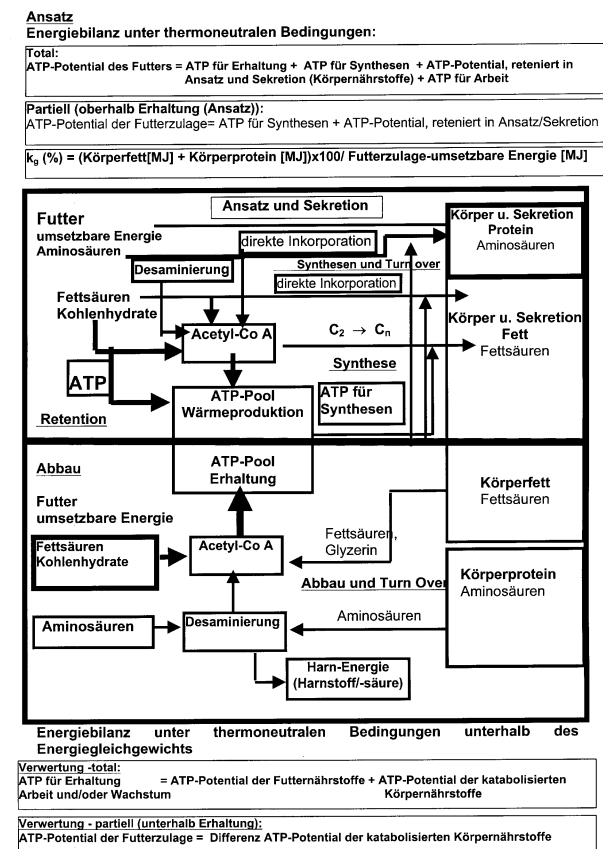 Ansatz
Energiebilanz unter thermoneutralen Bedingungen:
Total:
ATP-Potential des Futters = ATP für Erhaltung + ATP für Synthesen + ATP-Potential, reteniert in
Ansatz und Sekretion (Körpernährstoffe) + ATP für Arbeit
Partiell (oberhalb Erhaltung (Ansatz)):
ATP-Potential der Futterzulage= ATP für Synthesen + ATP-Potential, reteniert in Ansatz/Sekretion
kg (%) = (Körperfett[MJ] + Körperprotein [MJ])x100/ Futterzulage-umsetzbare Energie [MJ]
Ansatz und Sekretion
Futter
umsetzbare Energie
Aminosäuren
direkte Inkorporation
Körper u. Sekretion
Protein
Aminosäuren
Desaminierung
Synthesen und Turn over
Fettsäuren
Kohlenhydrate
direkte Inkorporation
Acetyl-Co A
C2 → Cn
Körper u. Sekretion
Fett
Fettsäuren
Synthese
ATP
ATP-Pool
Wärmeproduktion
ATP für
Synthesen
Retention
Abbau
ATP-Pool
Erhaltung
Körperfett
Fettsäuren
Futter
umsetzbare Energie
Fettsäuren
Kohlenhydrate
Acetyl-Co A
Fettsäuren,
Glyzerin
Abbau und Turn Over
Körperprotein
Aminosäuren
Aminosäuren
Desaminierung
Aminosäuren
Harn-Energie
(Harnstoff/-säure)
Energiebilanz unter thermoneutralen Bedingungen unterhalb des
Energiegleichgewichts
Verwertung -total:
ATP für Erhaltung = ATP-Potential der Futternährstoffe + ATP-Potential der katabolisierten
Arbeit und/oder Wachstum Körpernährstoffe
Verwertung - partiell (unterhalb Erhaltung):
ATP-Potential der Futterzulage = Differenz ATP-Potential der katabolisierten Körpernährstoffe